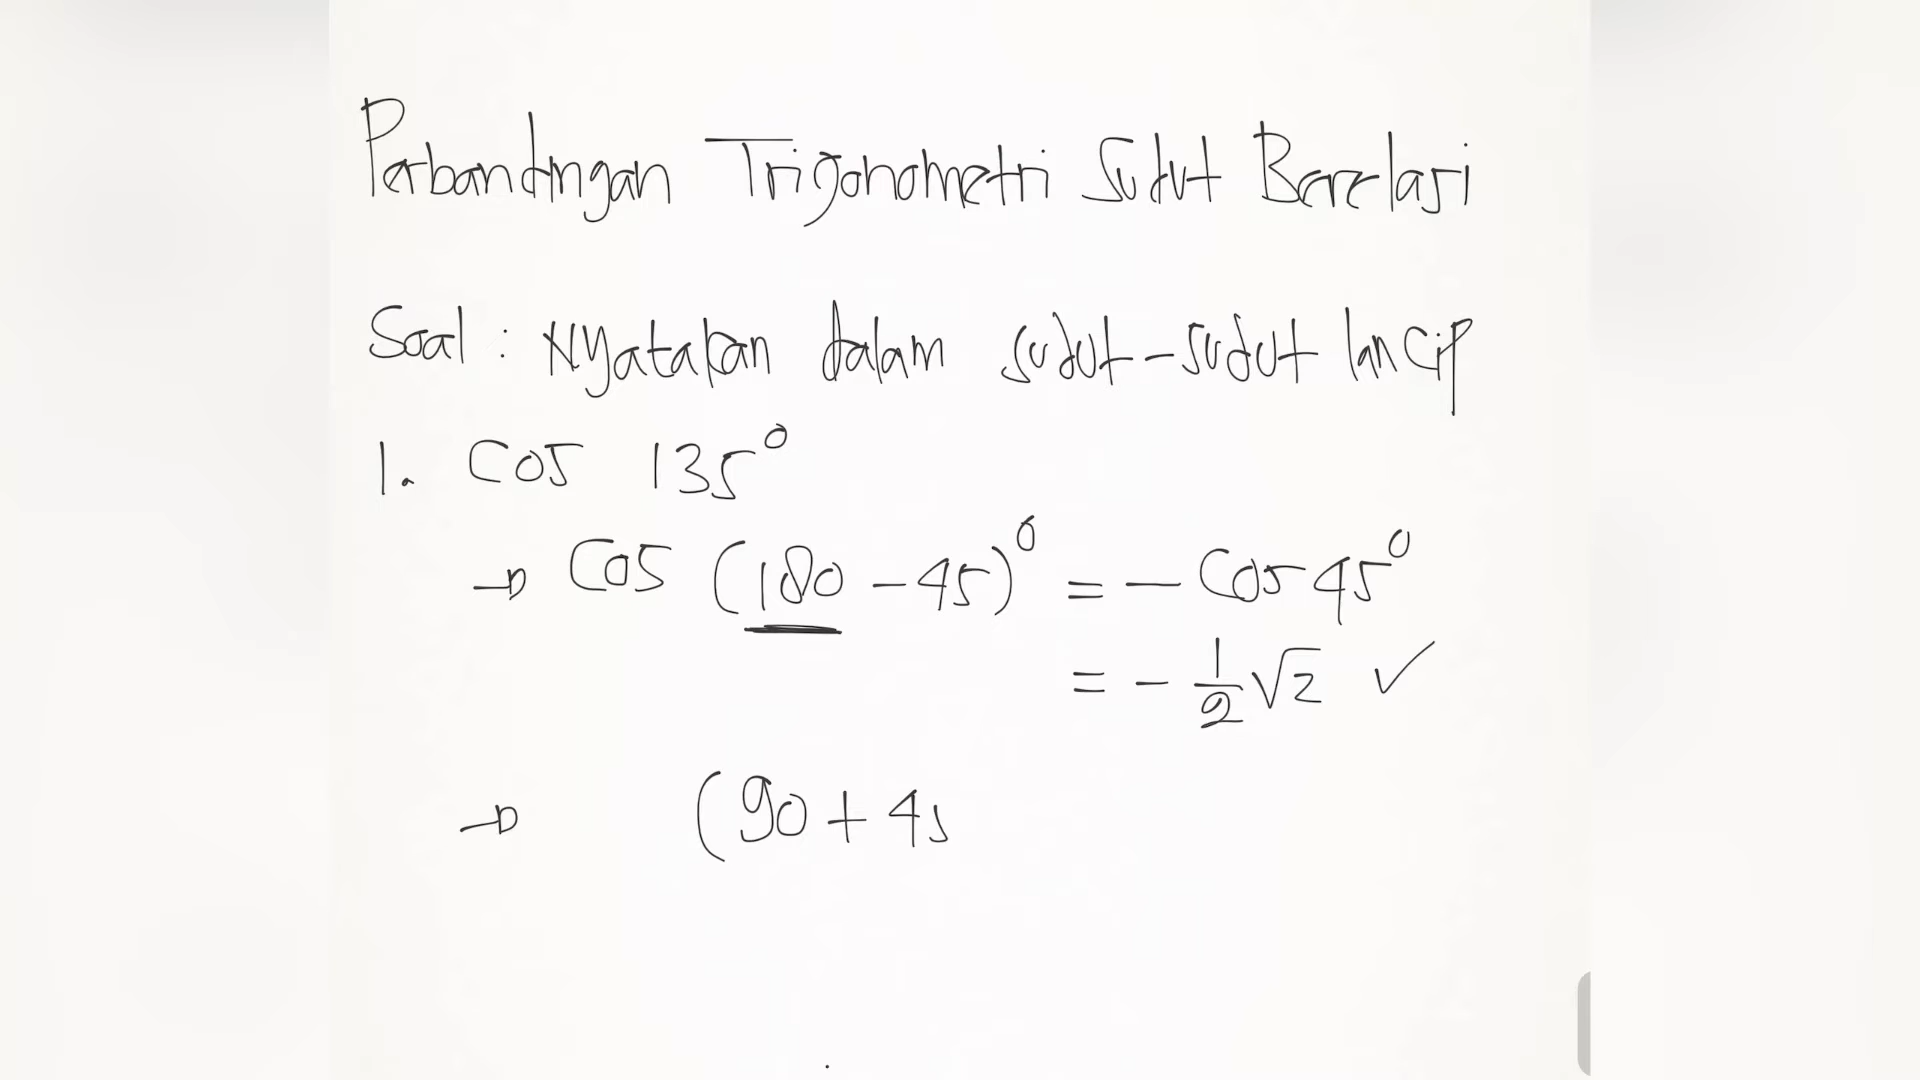 Perbandingan Trigonometri Sudut Berelasi
Soal : Nyatakan dalam sudut-sudut lancip
1. Cos 135°
→ Cos (180 - 45)° = - Cos 45°
= - 1/2 √2 ✓
→ (90 + 45